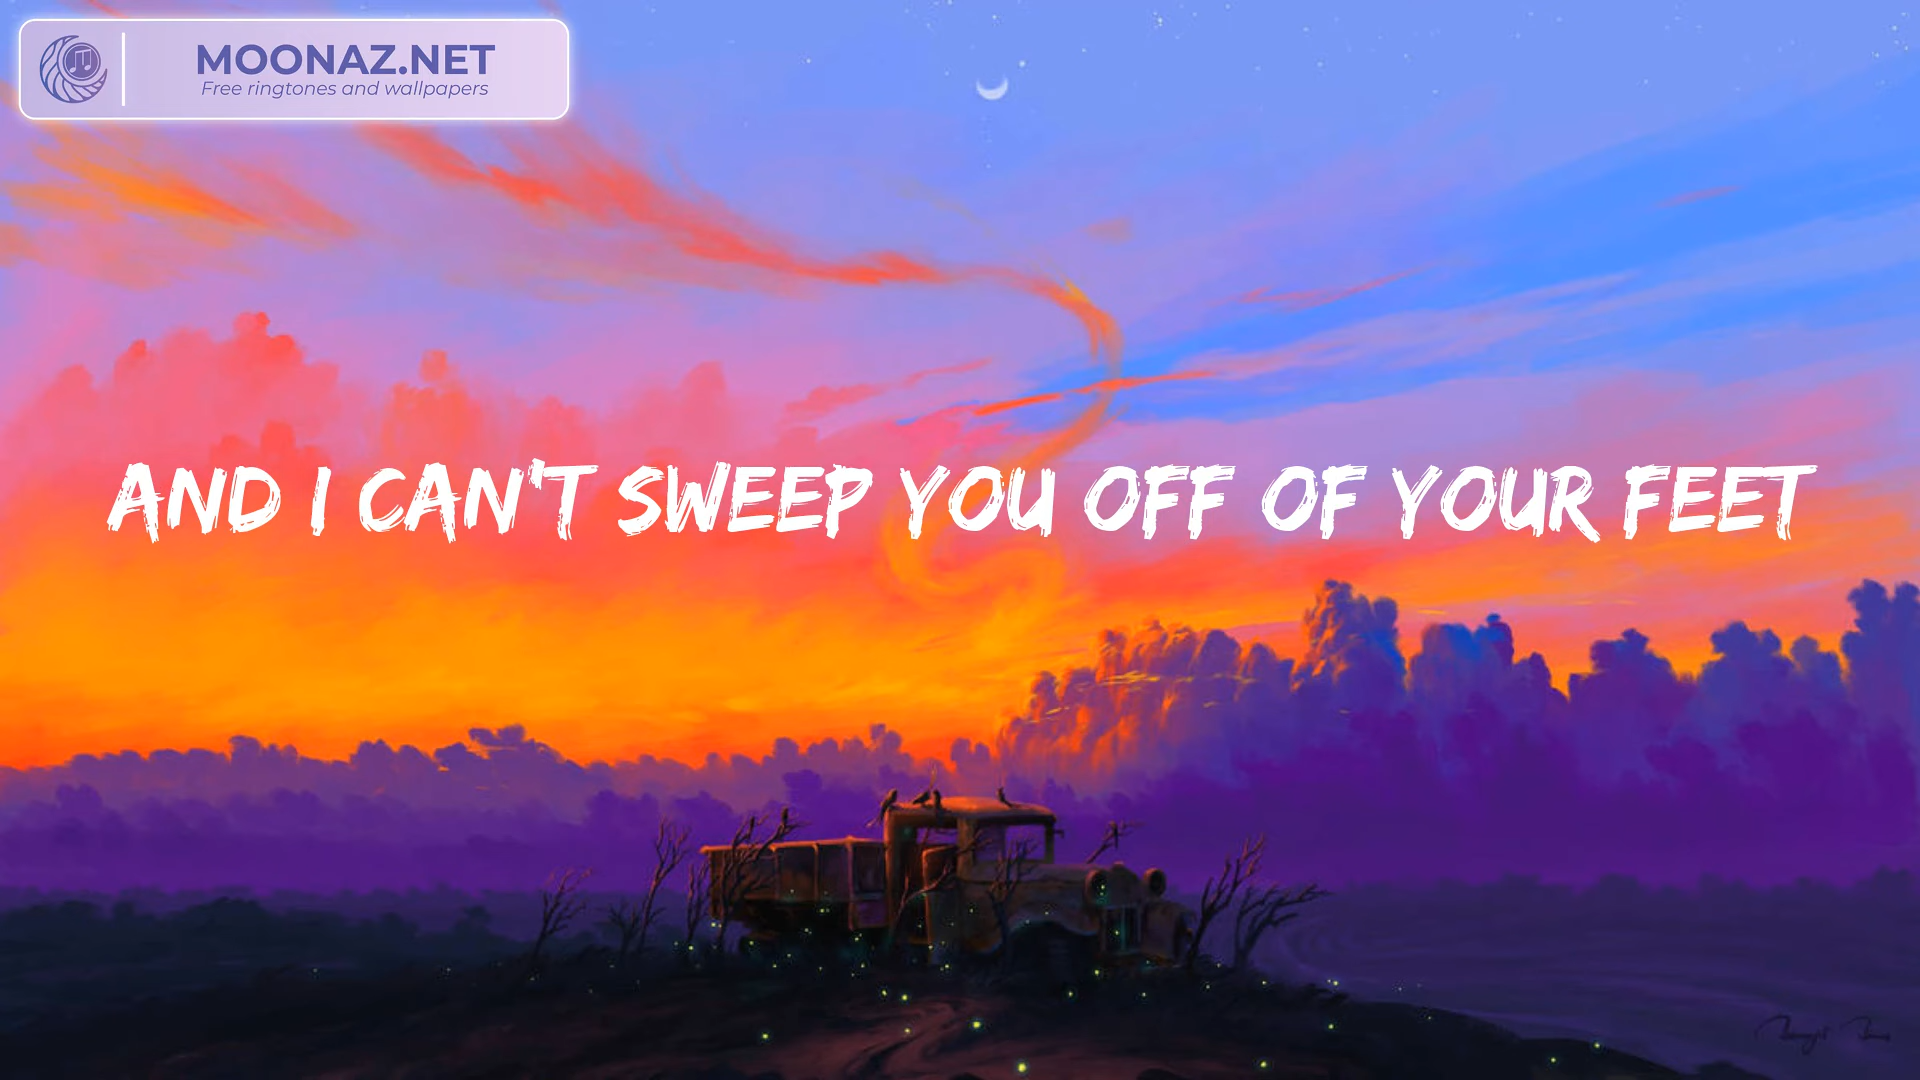 MOONAZ.NET
Free ringtones and wallpapers
AND I CAN'T SWEEP YOU OFF OF YOUR FEET